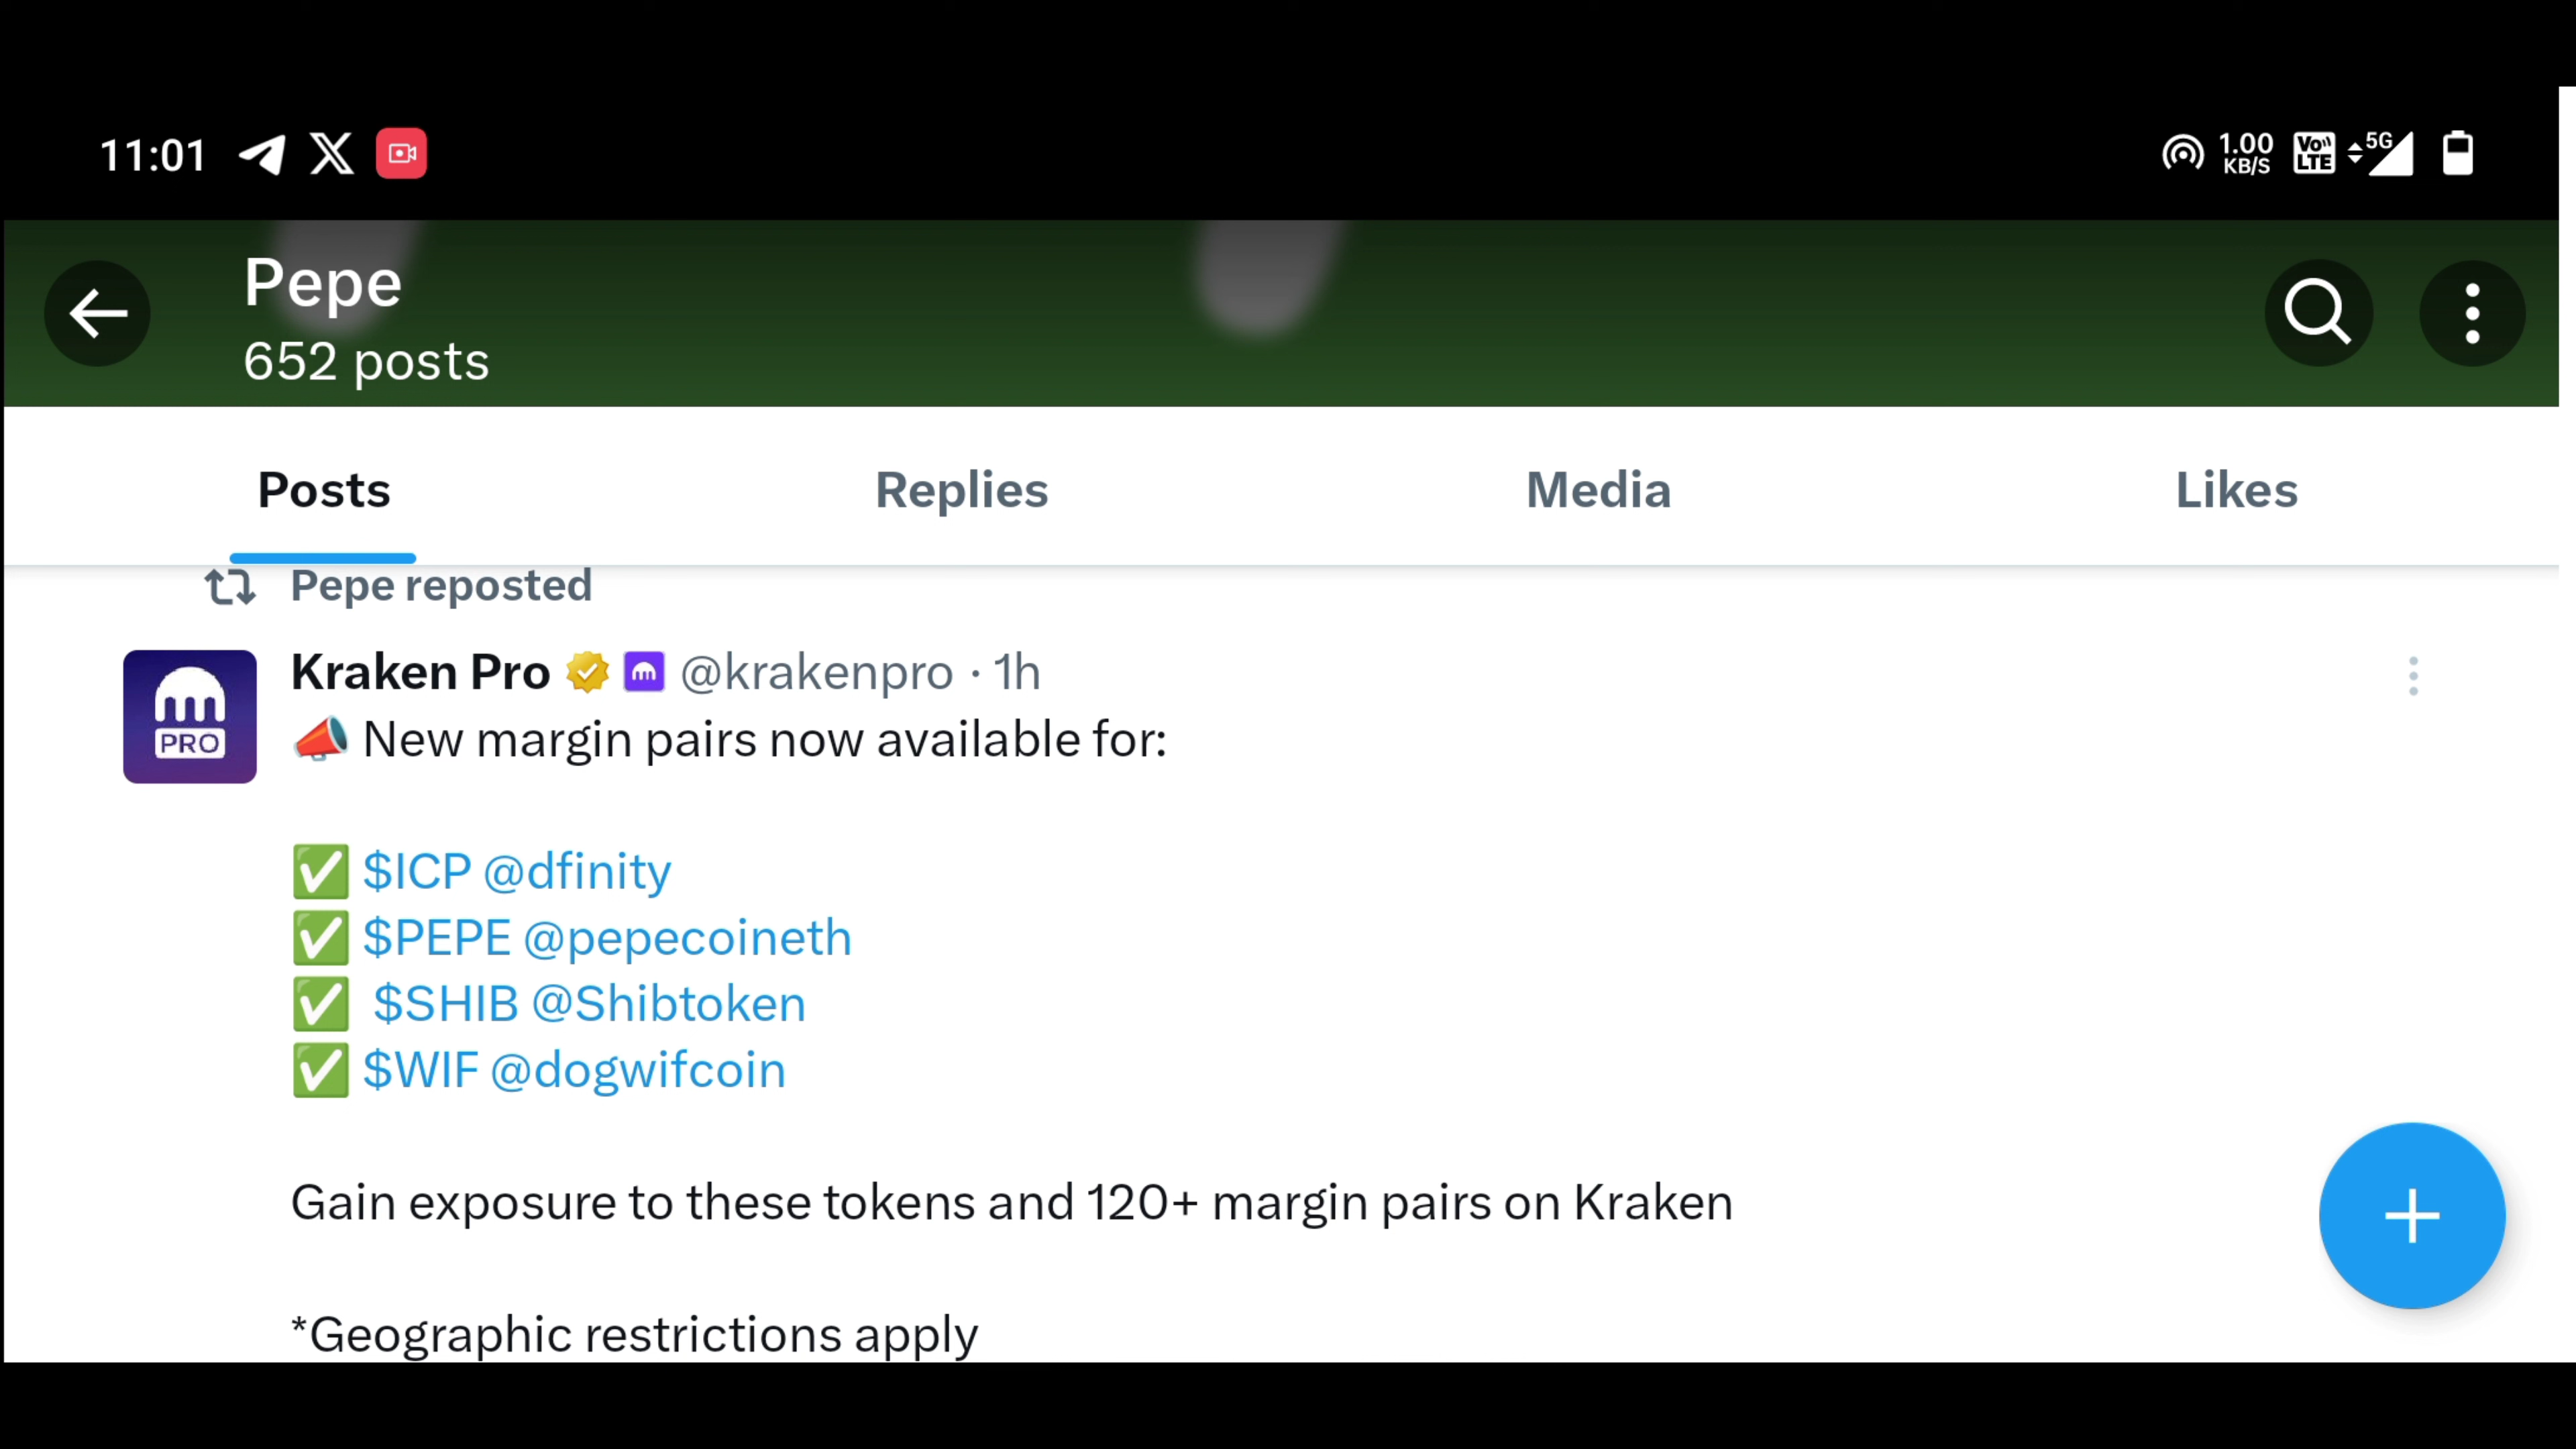 11:01
1.00
KB/S
Vo))
LTE
5G
Pepe
652 posts
Posts
Replies
Media
Likes
Pepe reposted
PRO
Kraken Pro @krakenpro · 1h
📣 New margin pairs now available for:
✅ $ICP @dfinity
✅ $PEPE @pepecoineth
✅ $SHIB @Shibtoken
✅ $WIF @dogwifcoin
Gain exposure to these tokens and 120+ margin pairs on Kraken
*Geographic restrictions apply